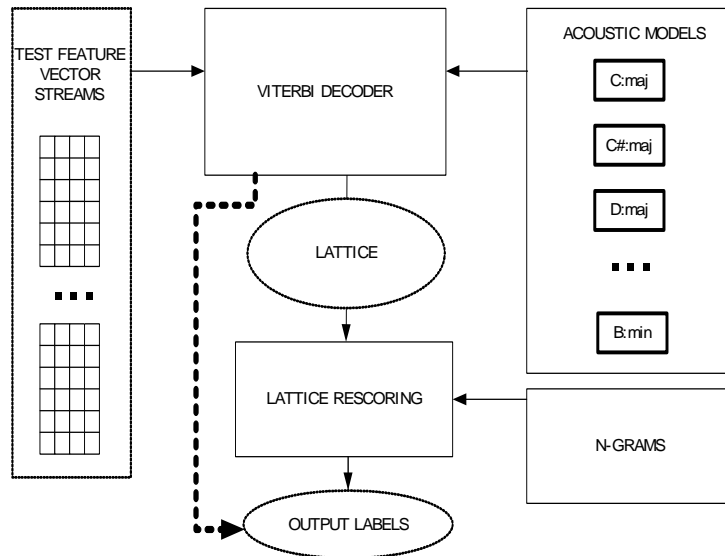 TEST FEATURE
VECTOR
STREAMS
VITERBI DECODER
ACOUSTIC MODELS
C:maj
C#:maj
D:maj
B:min
LATTICE
LATTICE RESCORING
N-GRAMS
OUTPUT LABELS